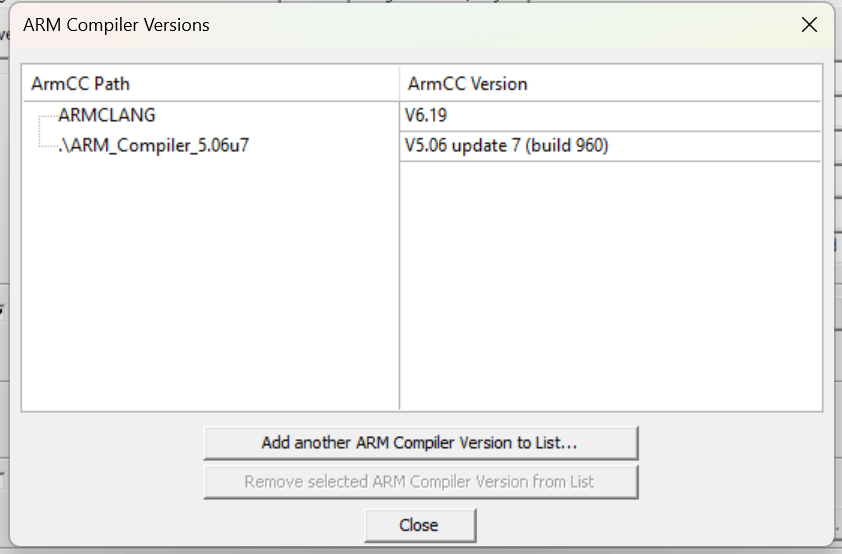 ARM Compiler Versions
ArmCC Path ArmCC Version
ARMCLANG V6.19
.\ARM_Compiler_5.06u7 V5.06 update 7 (build 960)
Add another ARM Compiler Version to List...
Remove selected ARM Compiler Version from List
Close